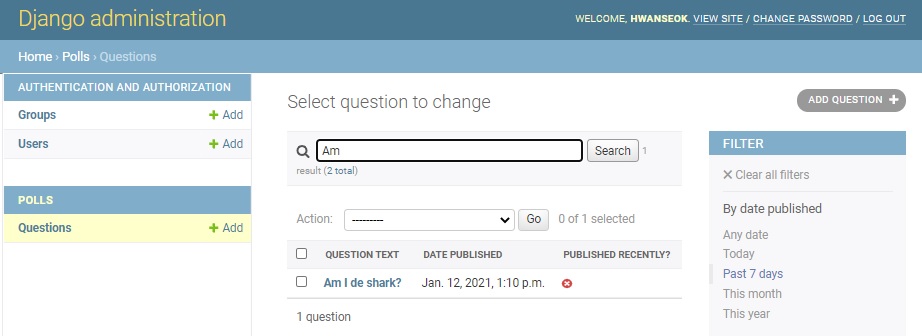 Django administration
WELCOME, HWANSEOK. VIEW SITE / CHANGE PASSWORD / LOG OUT
Home › Polls › Questions
AUTHENTICATION AND AUTHORIZATION
Groups + Add
Users + Add
POLLS
Questions + Add
Select question to change
ADD QUESTION +
Am Search 1
result (2 total)
Action: --------- Go 0 of 1 selected
QUESTION TEXT DATE PUBLISHED PUBLISHED RECENTLY?
Am I de shark? Jan. 12, 2021, 1:10 p.m.
1 question
FILTER
Clear all filters
By date published
Any date
Today
Past 7 days
This month
This year